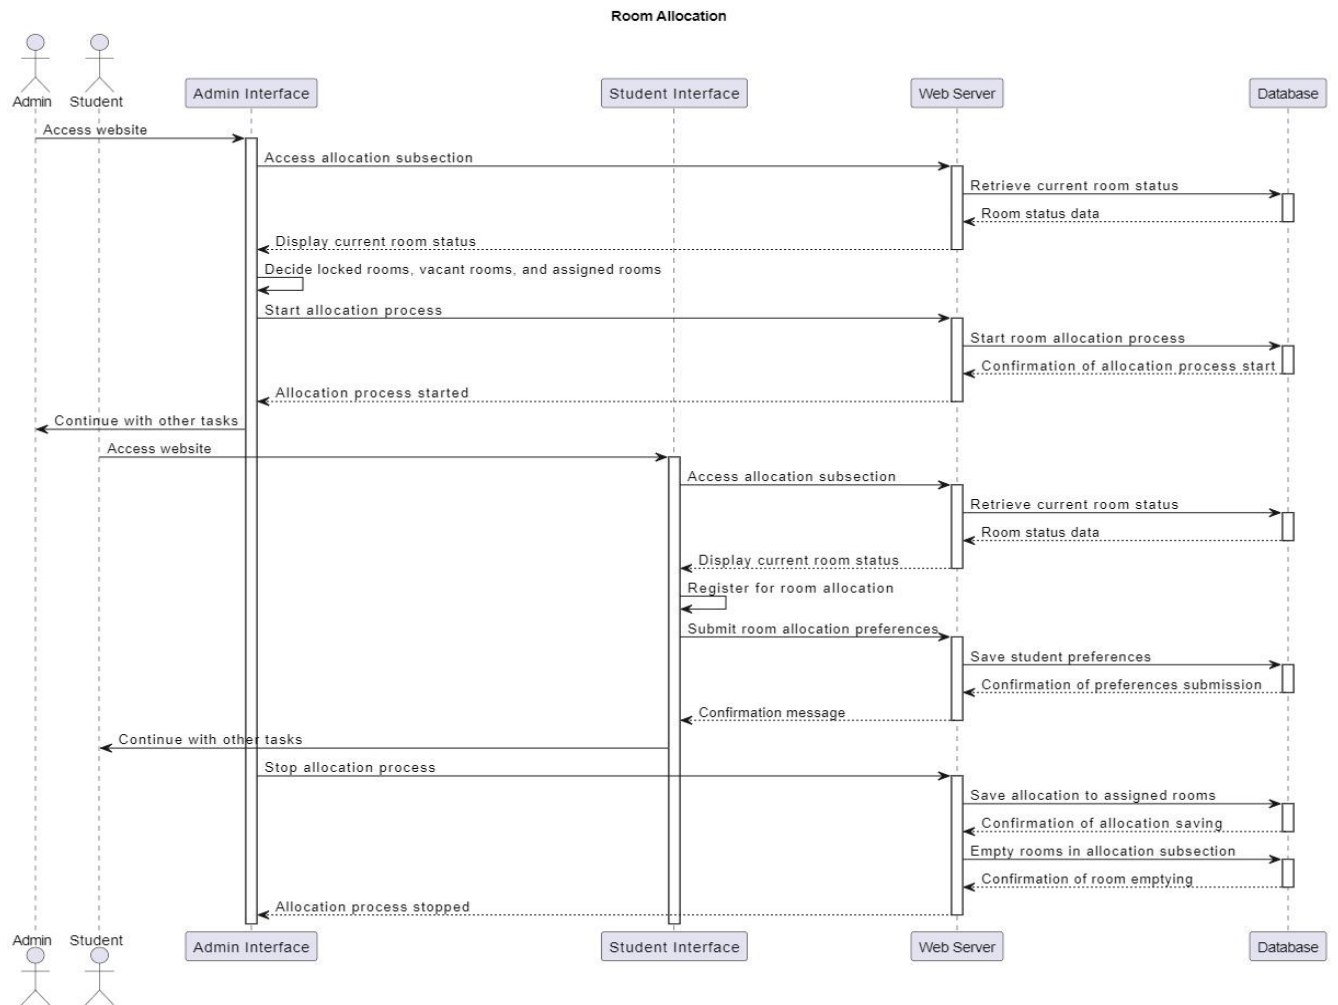 Room Allocation
Admin
Student
Admin Interface
Student Interface
Web Server
Database
Access website
Access allocation subsection
Retrieve current room status
Room status data
Display current room status
Decide locked rooms, vacant rooms, and assigned rooms
Start allocation process
Start room allocation process
Confirmation of allocation process start
Allocation process started
Continue with other tasks
Access website
Access allocation subsection
Retrieve current room status
Room status data
Display current room status
Register for room allocation
Submit room allocation preferences
Save student preferences
Confirmation of preferences submission
Confirmation message
Continue with other tasks
Stop allocation process
Save allocation to assigned rooms
Confirmation of allocation saving
Empty rooms in allocation subsection
Confirmation of room emptying
Allocation process stopped
Admin
Student
Admin Interface
Student Interface
Web Server
Database